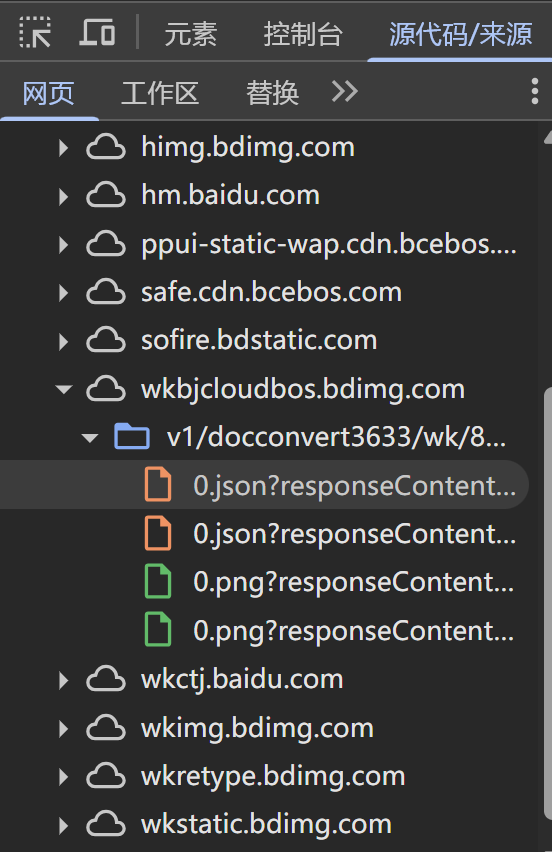 元素 控制台 源代码/来源
网页 工作区 替换
himg.bdimg.com
hm.baidu.com
ppui-static-wap.cdn.bcebos....
safe.cdn.bcebos.com
sofire.bdstatic.com
wkbjcloudbos.bdimg.com
v1/docconvert3633/wk/8...
0.json?responseContent...
0.json?responseContent...
0.png?responseContent...
0.png?responseContent...
wkctj.baidu.com
wkimg.bdimg.com
wkretype.bdimg.com
wkstatic.bdimg.com